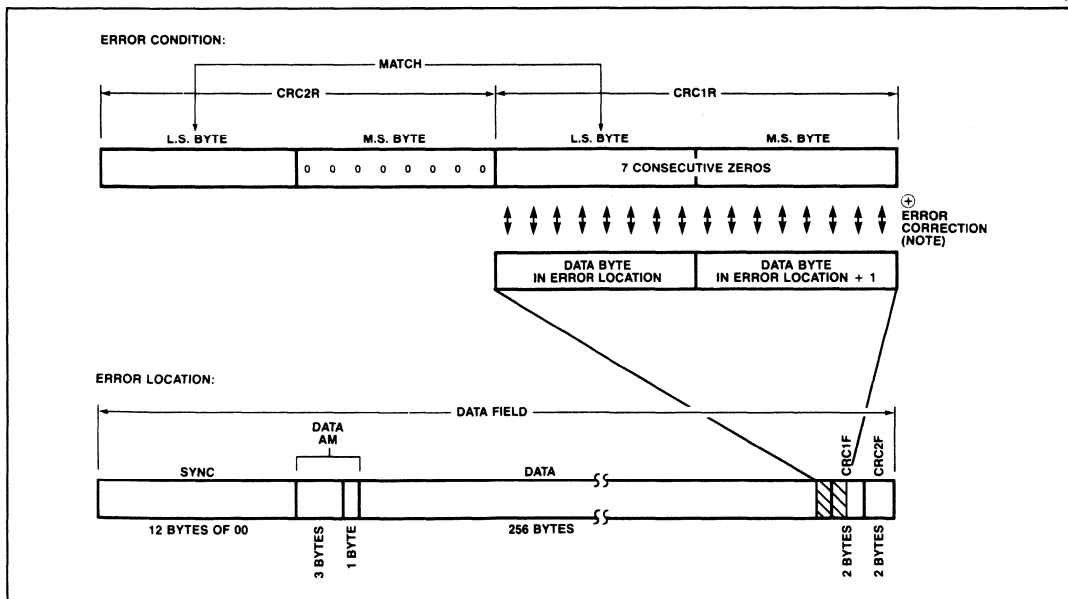 ERROR CONDITION:
MATCH
CRC2R
CRC1R
L.S. BYTE
M.S. BYTE
L.S. BYTE
M.S. BYTE
0 0 0 0 0 0 0 0
7 CONSECUTIVE ZEROS
⊕
ERROR
CORRECTION
(NOTE)
DATA BYTE
IN ERROR LOCATION
DATA BYTE
IN ERROR LOCATION + 1
ERROR LOCATION:
DATA FIELD
DATA
AM
SYNC
DATA
CRC1F
CRC2F
12 BYTES OF 00
3 BYTES
1 BYTE
256 BYTES
2 BYTES
2 BYTES